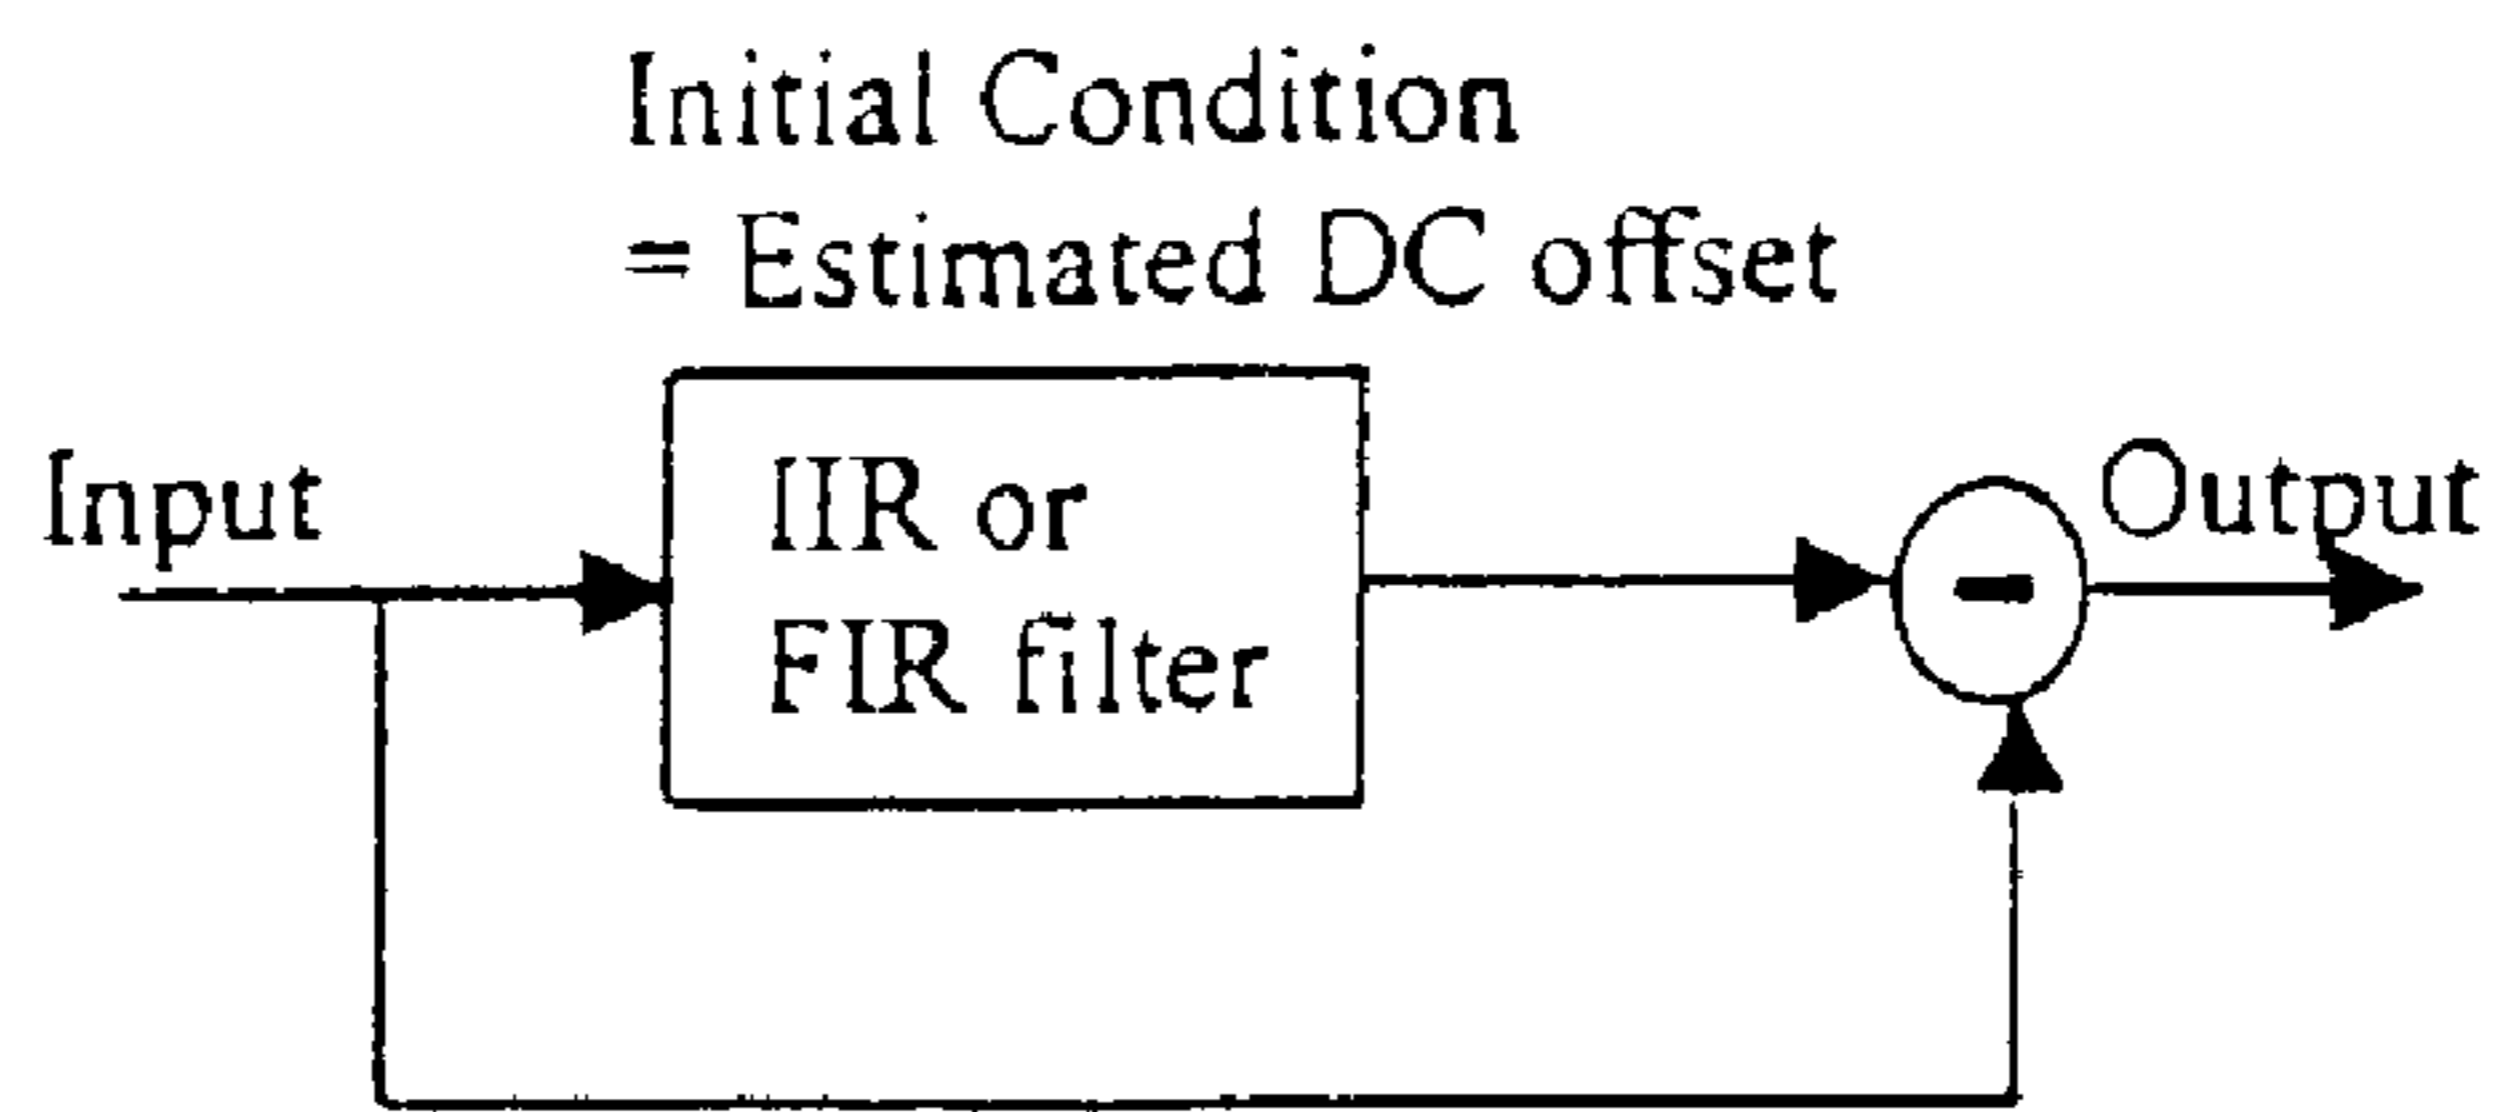 Initial Condition
= Estimated DC offset
Input
IIR or
FIR filter
-
Output